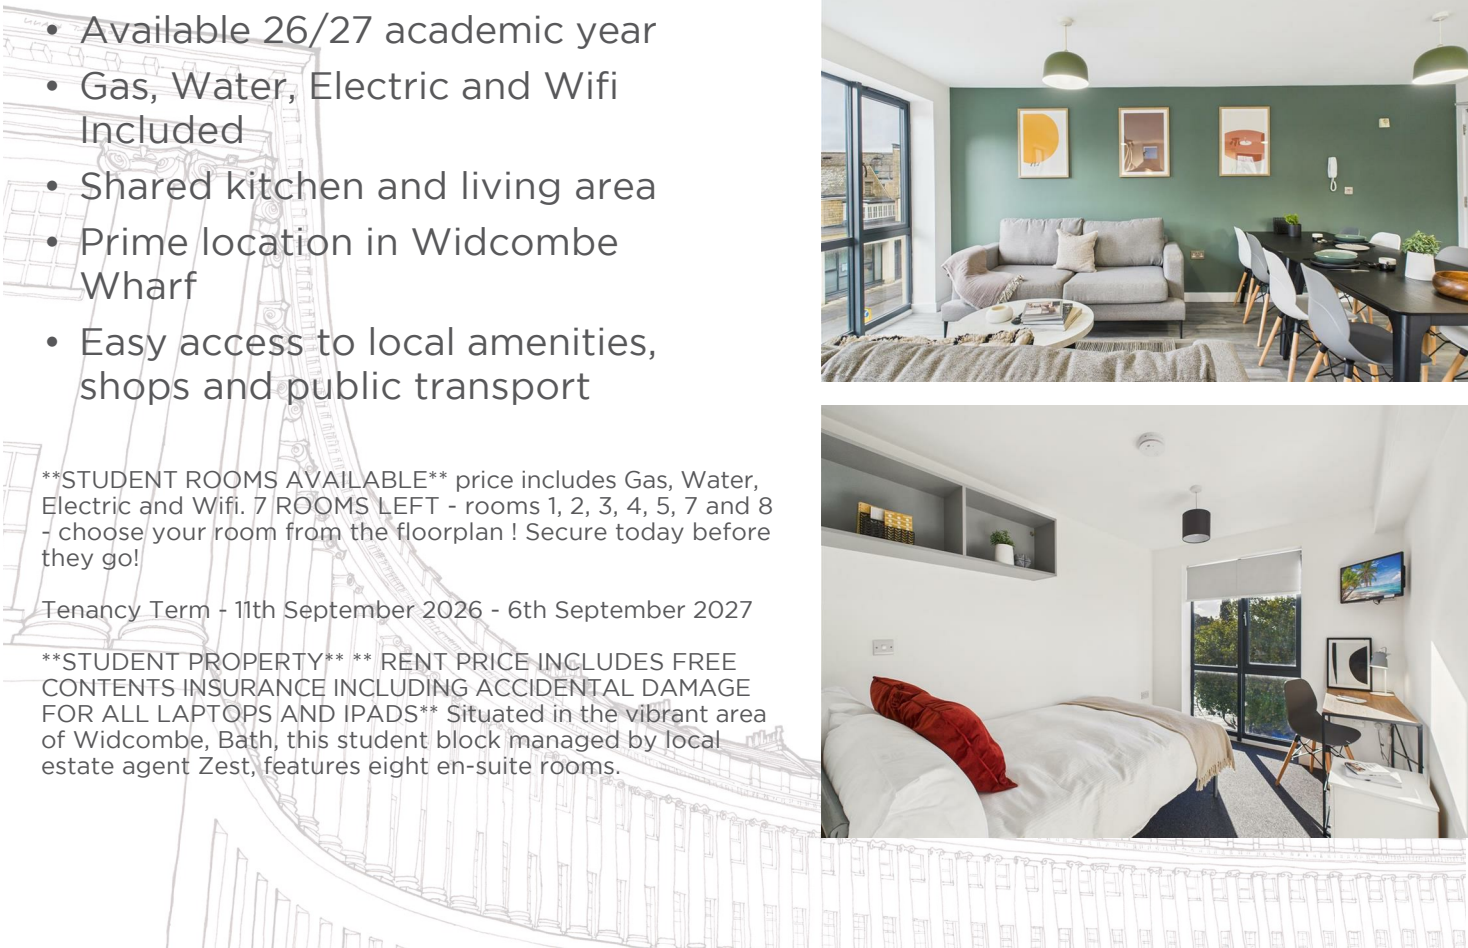 • Available 26/27 academic year
• Gas, Water, Electric and Wifi
Included
• Shared kitchen and living area
• Prime location in Widcombe
Wharf
• Easy access to local amenities,
shops and public transport
**STUDENT ROOMS AVAILABLE** price includes Gas, Water,
Electric and Wifi. 7 ROOMS LEFT - rooms 1, 2, 3, 4, 5, 7 and 8
- choose your room from the floorplan ! Secure today before
they go!
Tenancy Term - 11th September 2026 - 6th September 2027
**STUDENT PROPERTY** ** RENT PRICE INCLUDES FREE
CONTENTS INSURANCE INCLUDING ACCIDENTAL DAMAGE
FOR ALL LAPTOPS AND IPADS** Situated in the vibrant area
of Widcombe, Bath, this student block managed by local
estate agent Zest, features eight en-suite rooms.